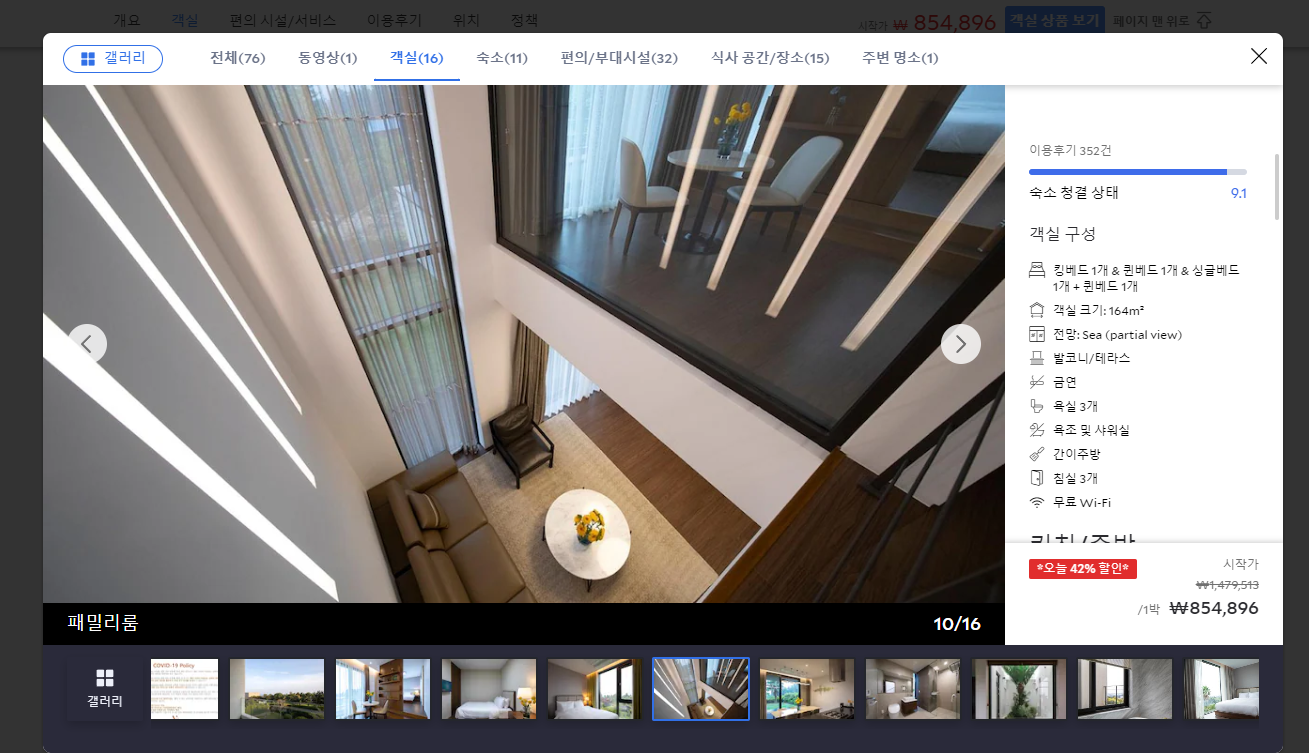 개요 객실 편의 시설/서비스 이용후기 위치 정책
시작가 ₩ 854,896 객실 상품 보기 페이지 맨 위로
갤러리 전체(76) 동영상(1) 객실(16) 숙소(11) 편의/부대시설(32) 식사 공간/장소(15) 주변 명소(1)
이용후기 352건
숙소 청결 상태 9.1
객실 구성
킹베드 1개 & 퀸베드 1개 & 싱글베드
1개 + 퀸베드 1개
객실 크기: 164m²
전망: Sea (partial view)
발코니/테라스
금연
욕실 3개
욕조 및 샤워실
간이주방
침실 3개
무료 Wi-Fi
*오늘 42% 할인* 시작가
₩1,479,513
/1박 ₩854,896
패밀리룸 10/16
갤러리
COVID-19 Policy